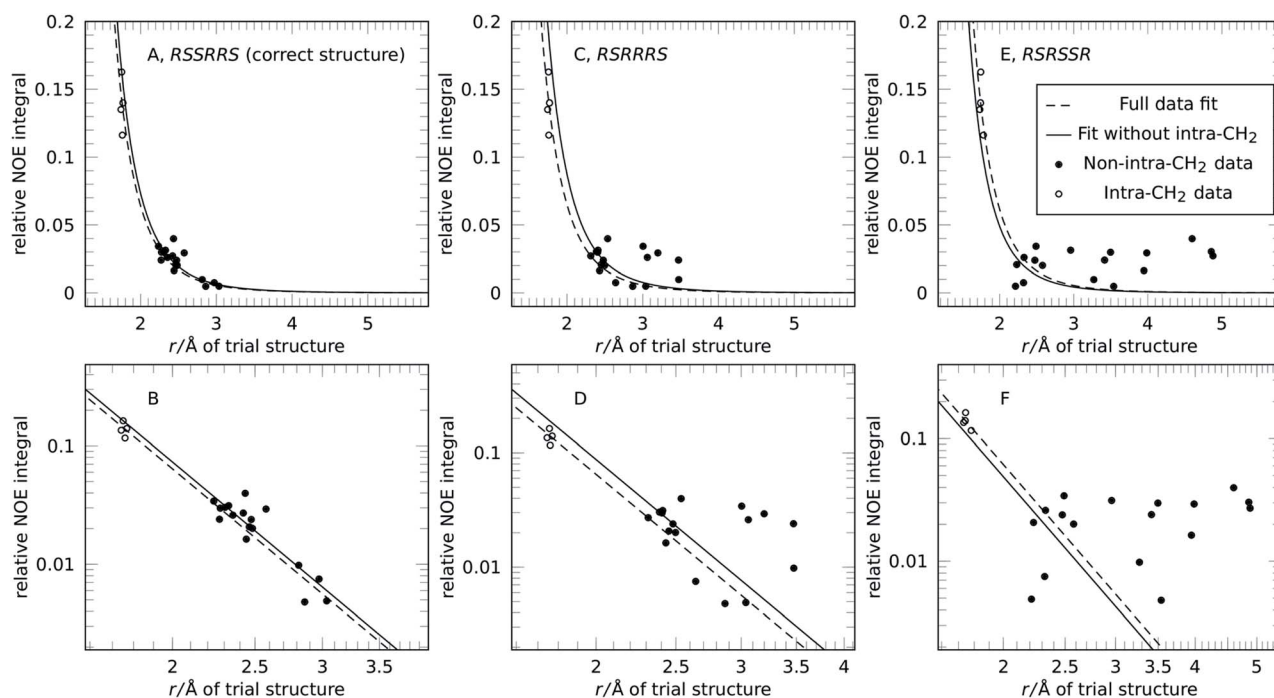 A, RSSRRS (correct structure)
relative NOE integral
0.2
0.15
0.1
0.05
0
2
3
4
5
r/Å of trial structure
C, RSRRRS
relative NOE integral
0.2
0.15
0.1
0.05
0
2
3
4
5
r/Å of trial structure
E, RSRSSR
Full data fit
Fit without intra-CH₂
Non-intra-CH₂ data
Intra-CH₂ data
relative NOE integral
0.2
0.15
0.1
0.05
0
2
3
4
5
r/Å of trial structure
B
relative NOE integral
0.1
0.01
2
2.5
3
3.5
r/Å of trial structure
D
relative NOE integral
0.1
0.01
2
2.5
3
3.5
4
r/Å of trial structure
F
relative NOE integral
0.1
0.01
2
2.5
3
3.5
4
5
r/Å of trial structure